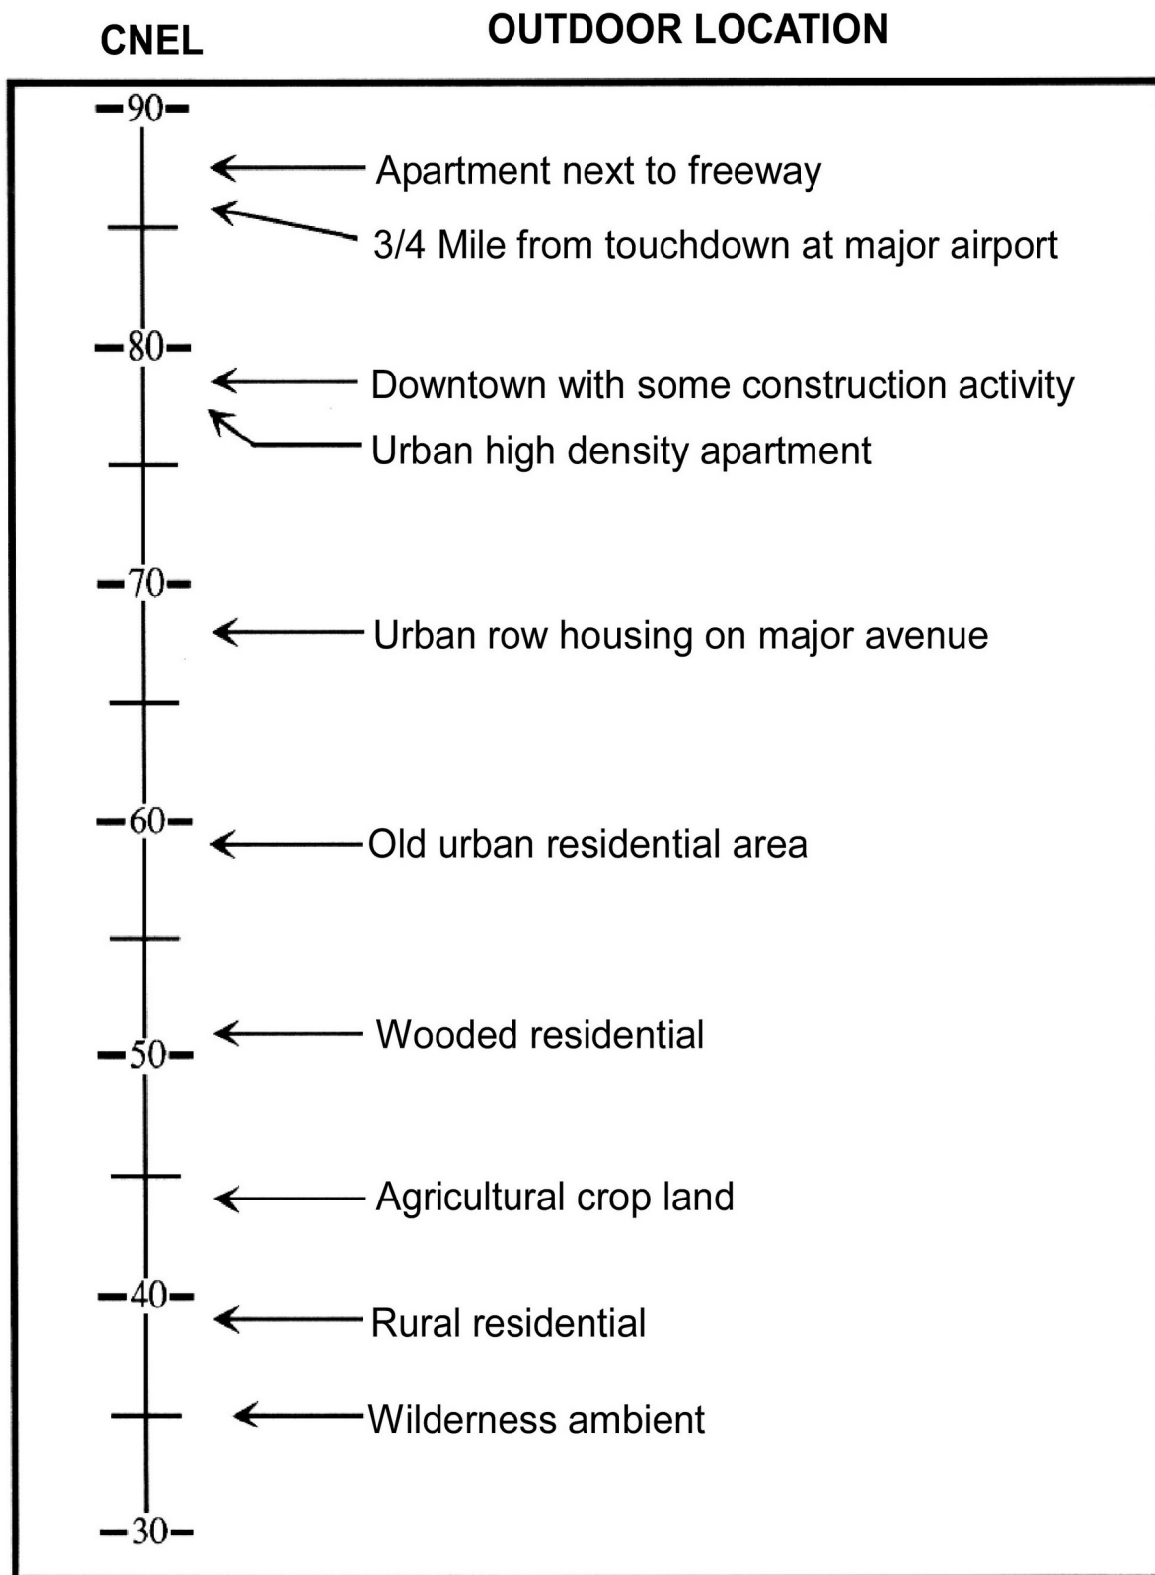 CNEL OUTDOOR LOCATION
90
Apartment next to freeway
3/4 Mile from touchdown at major airport
80
Downtown with some construction activity
Urban high density apartment
70
Urban row housing on major avenue
60
Old urban residential area
Wooded residential
50
Agricultural crop land
40
Rural residential
Wilderness ambient
30